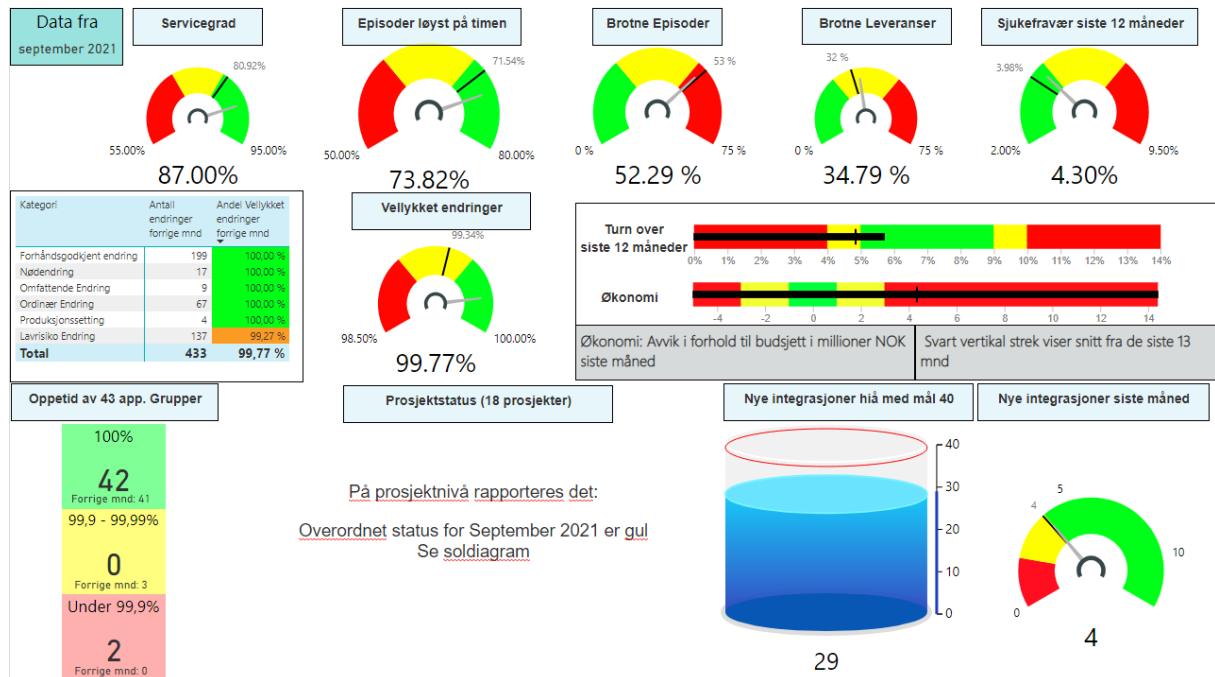 Data fra
september 2021
Servicegrad
80.92%
55.00%
95.00%
87.00%
Episoder løyst på timen
71.54%
50.00%
80.00%
73.82%
Brotne Episoder
53 %
0 %
75 %
52.29 %
Brotne Leveranser
32 %
0 %
75 %
34.79 %
Sjukefravær siste 12 måneder
3.98%
2.00%
9.50%
4.30%
Kategori Antall endringer forrige mnd Andel Vellykket endringer forrige mnd
Forhåndsgodkjent endring 199 100,00 %
Nødendring 17 100,00 %
Omfattende Endring 9 100,00 %
Ordinær Endring 67 100,00 %
Produksjonssetting 4 100,00 %
Lavrisiko Endring 137 99,27 %
Total 433 99,77 %
Vellykket endringer
99.34%
98.50%
100.00%
99.77%
Turn over
siste 12 måneder
0% 1% 2% 3% 4% 5% 6% 7% 8% 9% 10% 11% 12% 13% 14%
Økonomi
-4 -2 0 2 4 6 8 10 12 14
Økonomi: Avvik i forhold til budsjett i millioner NOK
siste måned
Svart vertikal strek viser snitt fra de siste 13
mnd
Oppetid av 43 app. Grupper
100%
42
Forrige mnd: 41
99,9 - 99,99%
0
Forrige mnd: 3
Under 99,9%
2
Forrige mnd: 0
Prosjektstatus (18 prosjekter)
På prosjektnivå rapporteres det:
Overordnet status for September 2021 er gul
Se soldiagram
Nye integrasjoner hiå med mål 40
40
30
20
10
0
29
Nye integrasjoner siste måned
4
5
10
0
4